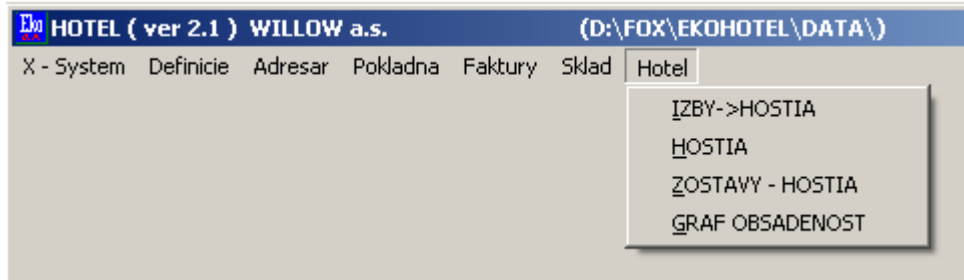 Eko HOTEL ( ver 2.1 ) WILLOW a.s. (D:\FOX\EKOHOTEL\DATA\)
X - System Definicie Adresar Pokladna Faktury Sklad Hotel
IZBY->HOSTIA
HOSTIA
ZOSTAVY - HOSTIA
GRAF OBSADENOST